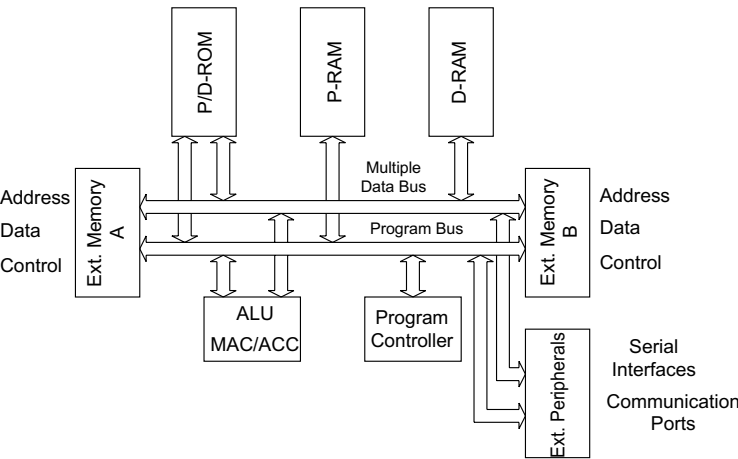 P/D-ROM
P-RAM
D-RAM
Multiple
Data Bus
Program Bus
Address
Data
Control
Ext. Memory
A
Ext. Memory
B
Address
Data
Control
ALU
MAC/ACC
Program
Controller
Ext. Peripherals
Serial
Interfaces
Communication
Ports